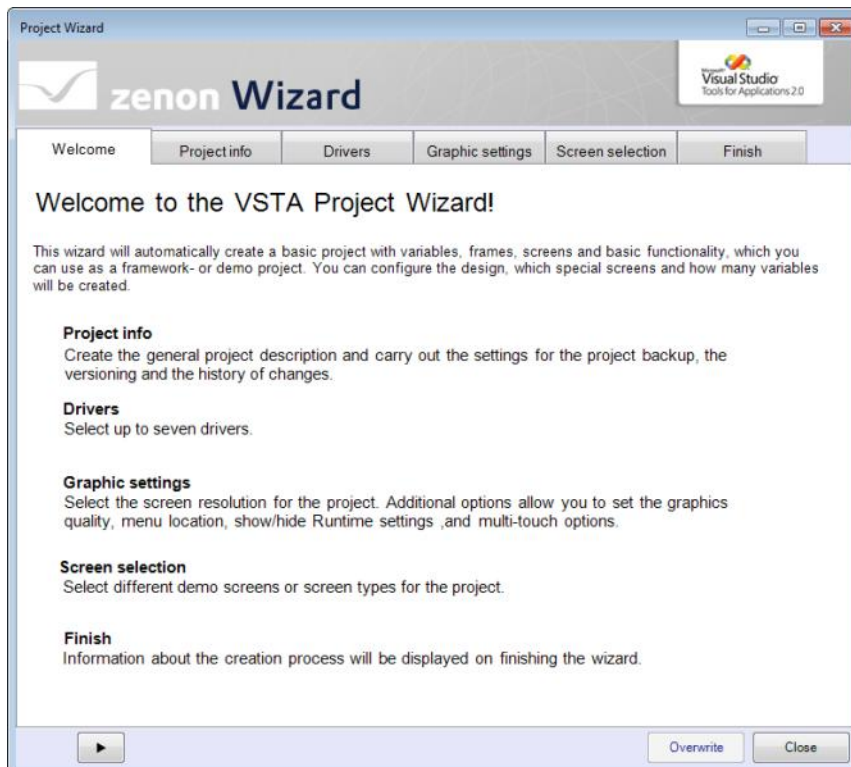 Project Wizard
zenon Wizard
Microsoft
Visual Studio
Tools for Applications 2.0
Welcome
Project info
Drivers
Graphic settings
Screen selection
Finish
Welcome to the VSTA Project Wizard!
This wizard will automatically create a basic project with variables, frames, screens and basic functionality, which you
can use as a framework- or demo project. You can configure the design, which special screens and how many variables
will be created.
Project info
Create the general project description and carry out the settings for the project backup, the
versioning and the history of changes.
Drivers
Select up to seven drivers.
Graphic settings
Select the screen resolution for the project. Additional options allow you to set the graphics
quality, menu location, show/hide Runtime settings ,and multi-touch options.
Screen selection
Select different demo screens or screen types for the project.
Finish
Information about the creation process will be displayed on finishing the wizard.
Overwrite
Close